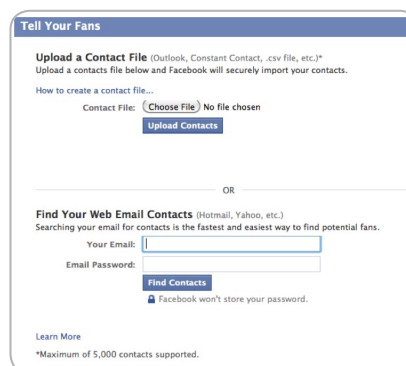 Tell Your Fans
Upload a Contact File (Outlook, Constant Contact, .csv file, etc.)*
Upload a contacts file below and Facebook will securely import your contacts.
How to create a contact file...
Contact File: Choose File No file chosen
Upload Contacts
OR
Find Your Web Email Contacts (Hotmail, Yahoo, etc.)
Searching your email for contacts is the fastest and easiest way to find potential fans.
Your Email:
Email Password:
Find Contacts
Facebook won't store your password.
Learn More
*Maximum of 5,000 contacts supported.